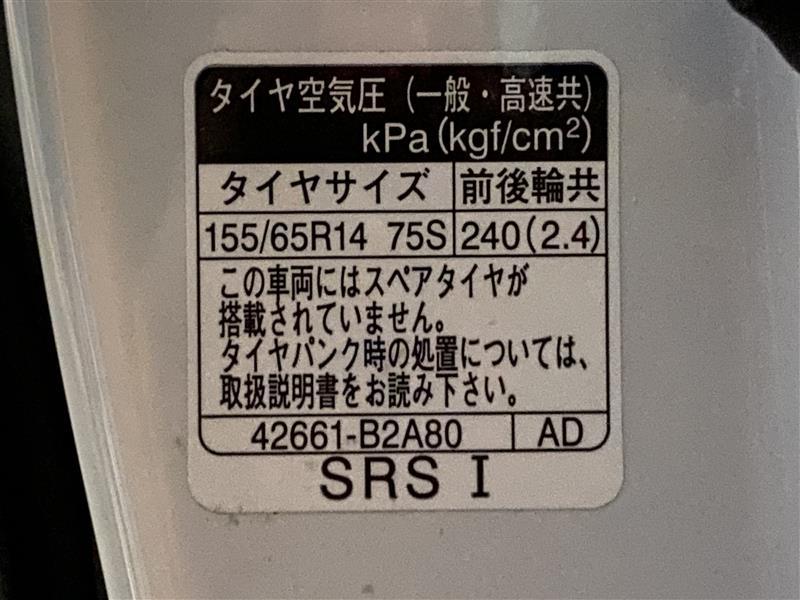 タイヤ空気圧（一般・高速共）
kPa(kgf/cm²)
タイヤサイズ 前後輪共
155/65R14 75S 240(2.4)
この車両にはスペアタイヤが
搭載されていません。
タイヤパンク時の処置については、
取扱説明書をお読み下さい。
42661-B2A80 AD
SRS I